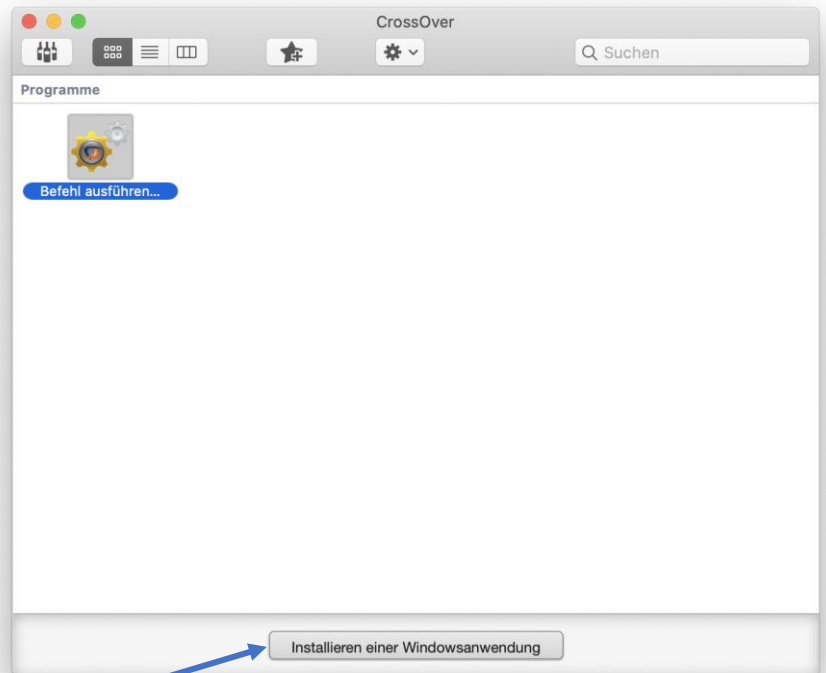 CrossOver
Suchen
Programme
Befehl ausführen...
Installieren einer Windowsanwendung